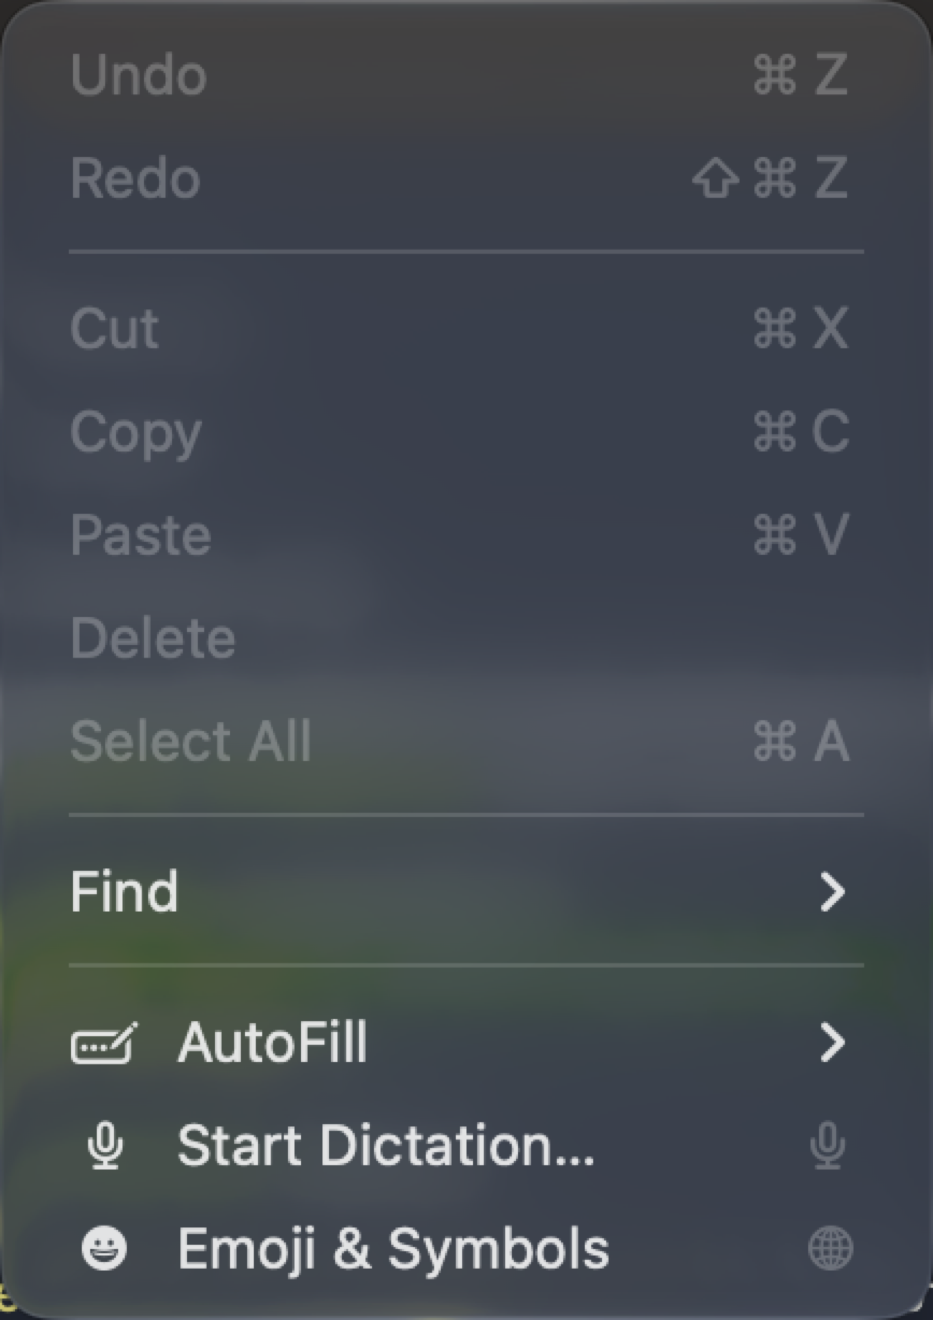 Undo ⌘ Z
Redo ⇧ ⌘ Z
Cut ⌘ X
Copy ⌘ C
Paste ⌘ V
Delete
Select All ⌘ A
Find
AutoFill
Start Dictation...
Emoji & Symbols